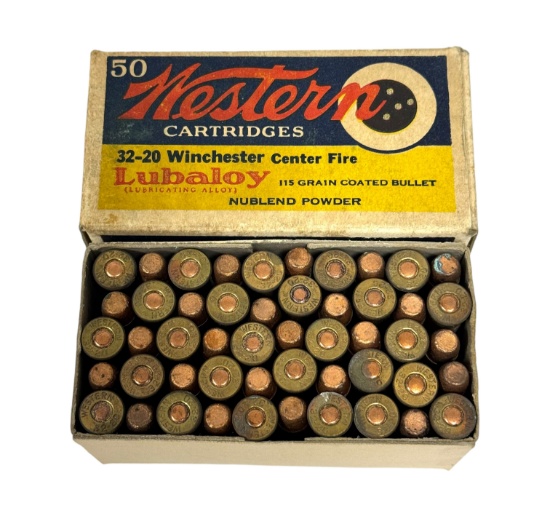 50 Western
CARTRIDGES
32-20 Winchester Center Fire
Lubaloy 115 GRAIN COATED BULLET
(LUBRICATING ALLOY)
NUBLEND POWDER